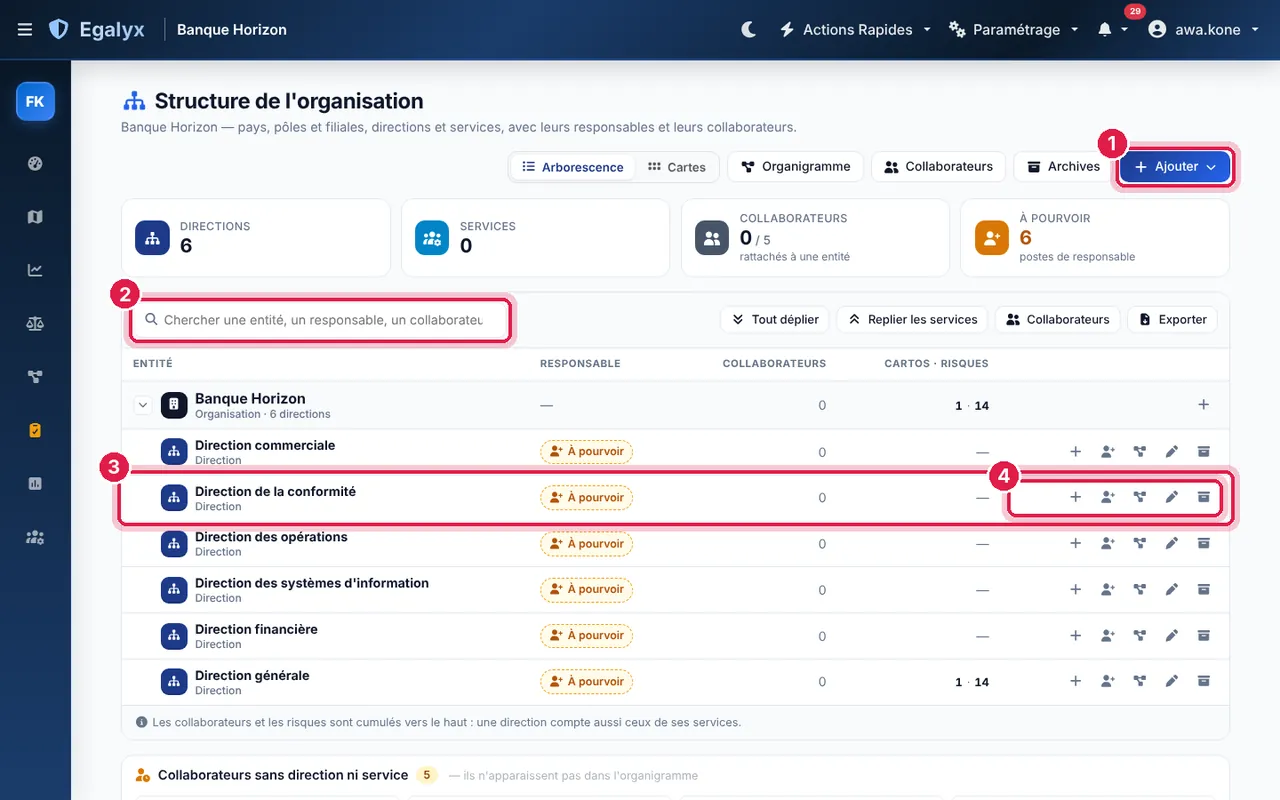 Egalyx
Banque Horizon
Actions Rapides
Paramétrage
29
awa.kone
FK
Structure de l'organisation
Banque Horizon — pays, pôles et filiales, directions et services, avec leurs responsables et leurs collaborateurs.
Arborescence
Cartes
Organigramme
Collaborateurs
Archives
1
+ Ajouter
DIRECTIONS
6
SERVICES
0
COLLABORATEURS
0 / 5
rattachés à une entité
À POURVOIR
6
postes de responsable
2
Chercher une entité, un responsable, un collaborateu
Tout déplier
Replier les services
Collaborateurs
Exporter
ENTITÉ RESPONSABLE COLLABORATEURS CARTOS · RISQUES
Banque Horizon — 0 1 · 14
Organisation · 6 directions
Direction commerciale À pourvoir 0 —
Direction
3
4
Direction de la conformité À pourvoir 0 —
Direction
Direction des opérations À pourvoir 0 —
Direction
Direction des systèmes d'information À pourvoir 0 —
Direction
Direction financière À pourvoir 0 —
Direction
Direction générale À pourvoir 0 1 · 14
Direction
Les collaborateurs et les risques sont cumulés vers le haut : une direction compte aussi ceux de ses services.
Collaborateurs sans direction ni service 5 — ils n'apparaissent pas dans l'organigramme